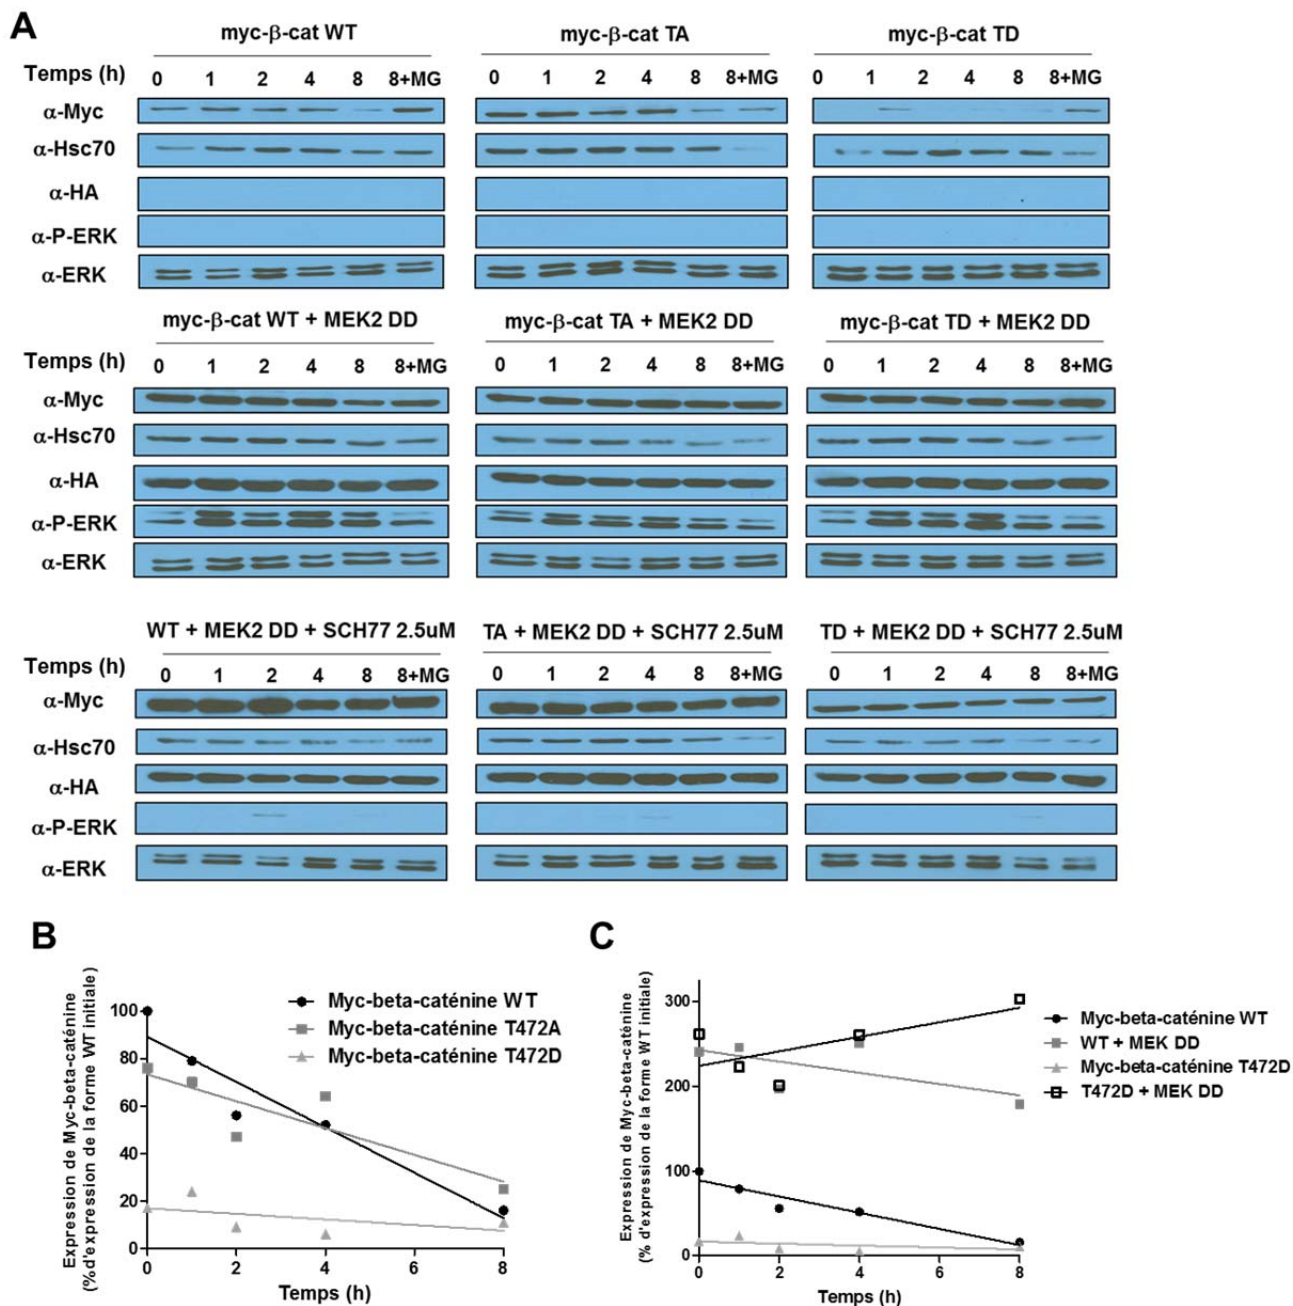 A
myc-β-cat WT myc-β-cat TA myc-β-cat TD
Temps (h) 0 1 2 4 8 8+MG 0 1 2 4 8 8+MG 0 1 2 4 8 8+MG
α-Myc
α-Hsc70
α-HA
α-P-ERK
α-ERK
myc-β-cat WT + MEK2 DD myc-β-cat TA + MEK2 DD myc-β-cat TD + MEK2 DD
Temps (h) 0 1 2 4 8 8+MG 0 1 2 4 8 8+MG 0 1 2 4 8 8+MG
α-Myc
α-Hsc70
α-HA
α-P-ERK
α-ERK
WT + MEK2 DD + SCH77 2.5uM TA + MEK2 DD + SCH77 2.5uM TD + MEK2 DD + SCH77 2.5uM
Temps (h) 0 1 2 4 8 8+MG 0 1 2 4 8 8+MG 0 1 2 4 8 8+MG
α-Myc
α-Hsc70
α-HA
α-P-ERK
α-ERK
B
Expression de Myc-beta-caténine
(% d'expression de la forme WT initiale)
100
80
60
40
20
0
0 2 4 6 8
Temps (h)
Myc-beta-caténine WT
Myc-beta-caténine T472A
Myc-beta-caténine T472D
C
Expression de Myc-beta-caténine
(% d'expression de la forme WT initiale)
300
200
100
0
0 2 4 6 8
Temps (h)
Myc-beta-caténine WT
WT + MEK DD
Myc-beta-caténine T472D
T472D + MEK DD